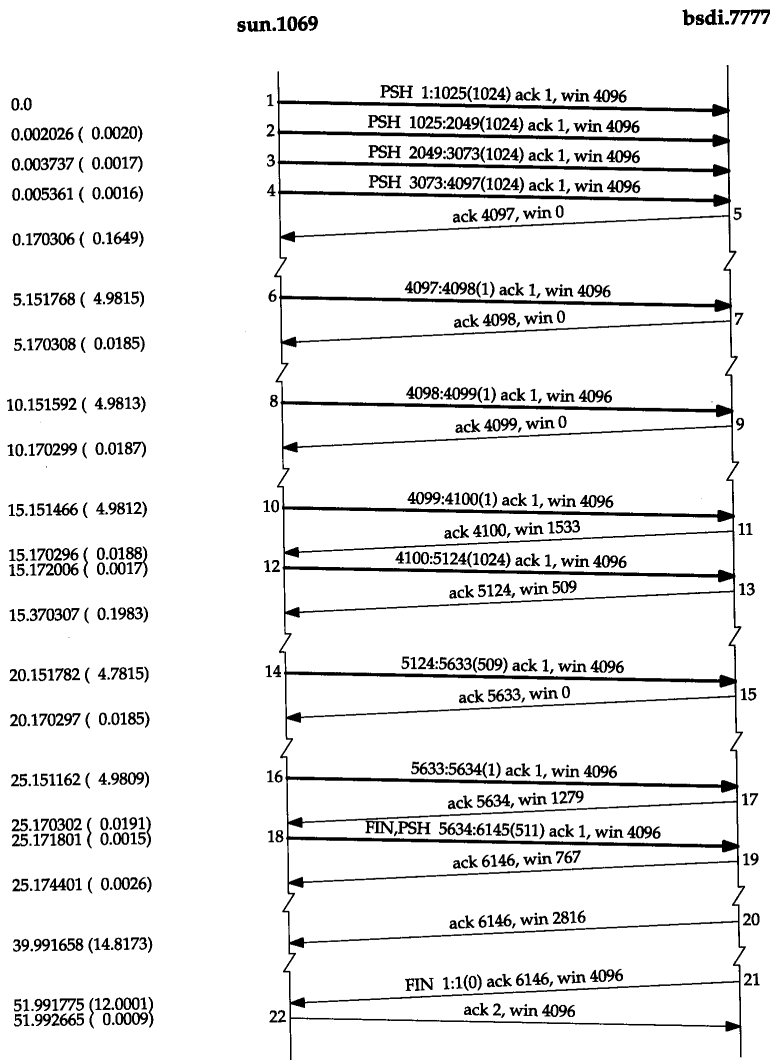 sun.1069
bsdi.7777
0.0
1
PSH 1:1025(1024) ack 1, win 4096
0.002026 ( 0.0020)
2
PSH 1025:2049(1024) ack 1, win 4096
0.003737 ( 0.0017)
3
PSH 2049:3073(1024) ack 1, win 4096
0.005361 ( 0.0016)
4
PSH 3073:4097(1024) ack 1, win 4096
0.170306 ( 0.1649)
ack 4097, win 0
5
5.151768 ( 4.9815)
6
4097:4098(1) ack 1, win 4096
5.170308 ( 0.0185)
ack 4098, win 0
7
10.151592 ( 4.9813)
8
4098:4099(1) ack 1, win 4096
10.170299 ( 0.0187)
ack 4099, win 0
9
15.151466 ( 4.9812)
10
4099:4100(1) ack 1, win 4096
15.170296 ( 0.0188)
ack 4100, win 1533
11
15.172006 ( 0.0017)
12
4100:5124(1024) ack 1, win 4096
15.370307 ( 0.1983)
ack 5124, win 509
13
20.151782 ( 4.7815)
14
5124:5633(509) ack 1, win 4096
20.170297 ( 0.0185)
ack 5633, win 0
15
25.151162 ( 4.9809)
16
5633:5634(1) ack 1, win 4096
25.170302 ( 0.0191)
ack 5634, win 1279
17
25.171801 ( 0.0015)
18
FIN,PSH 5634:6145(511) ack 1, win 4096
25.174401 ( 0.0026)
ack 6146, win 767
19
39.991658 (14.8173)
ack 6146, win 2816
20
51.991775 (12.0001)
FIN 1:1(0) ack 6146, win 4096
21
51.992665 ( 0.0009)
22
ack 2, win 4096